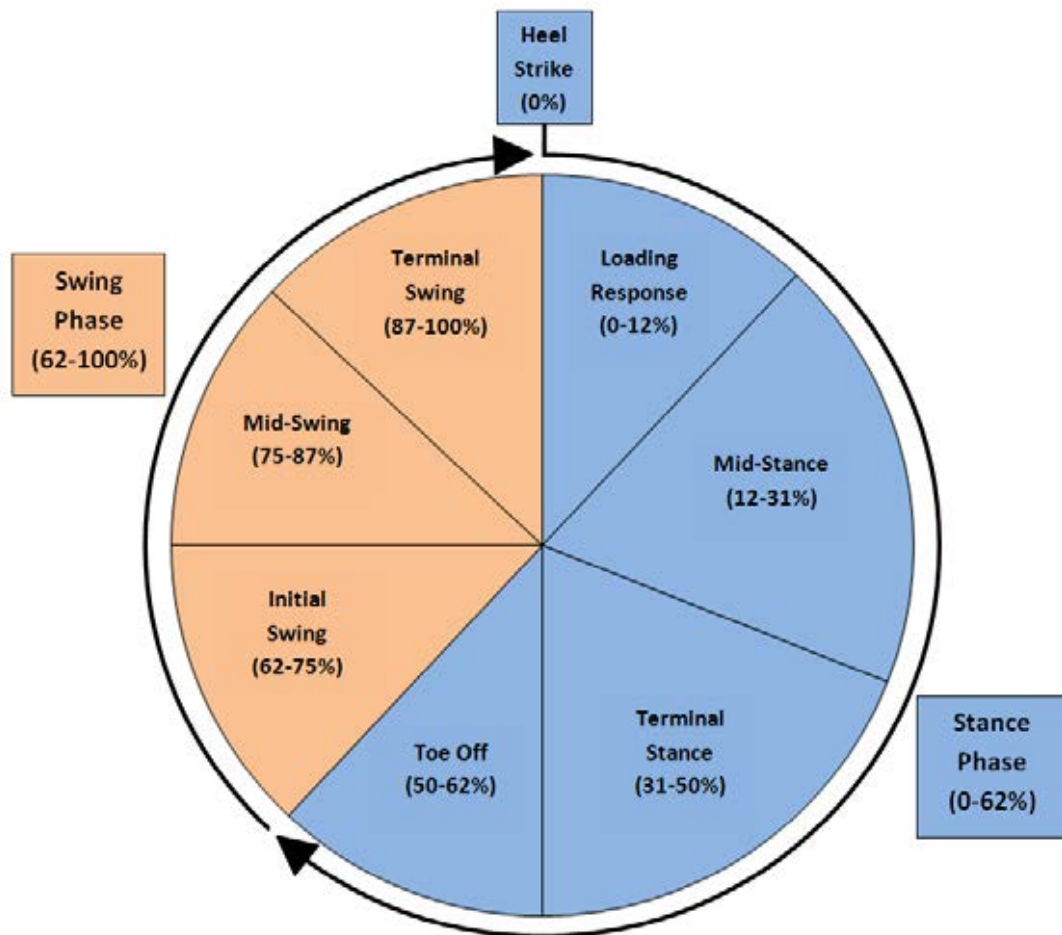 Heel
Strike
(0%)
Loading
Response
(0-12%)
Mid-Stance
(12-31%)
Terminal
Stance
(31-50%)
Toe Off
(50-62%)
Initial
Swing
(62-75%)
Mid-Swing
(75-87%)
Terminal
Swing
(87-100%)
Swing
Phase
(62-100%)
Stance
Phase
(0-62%)